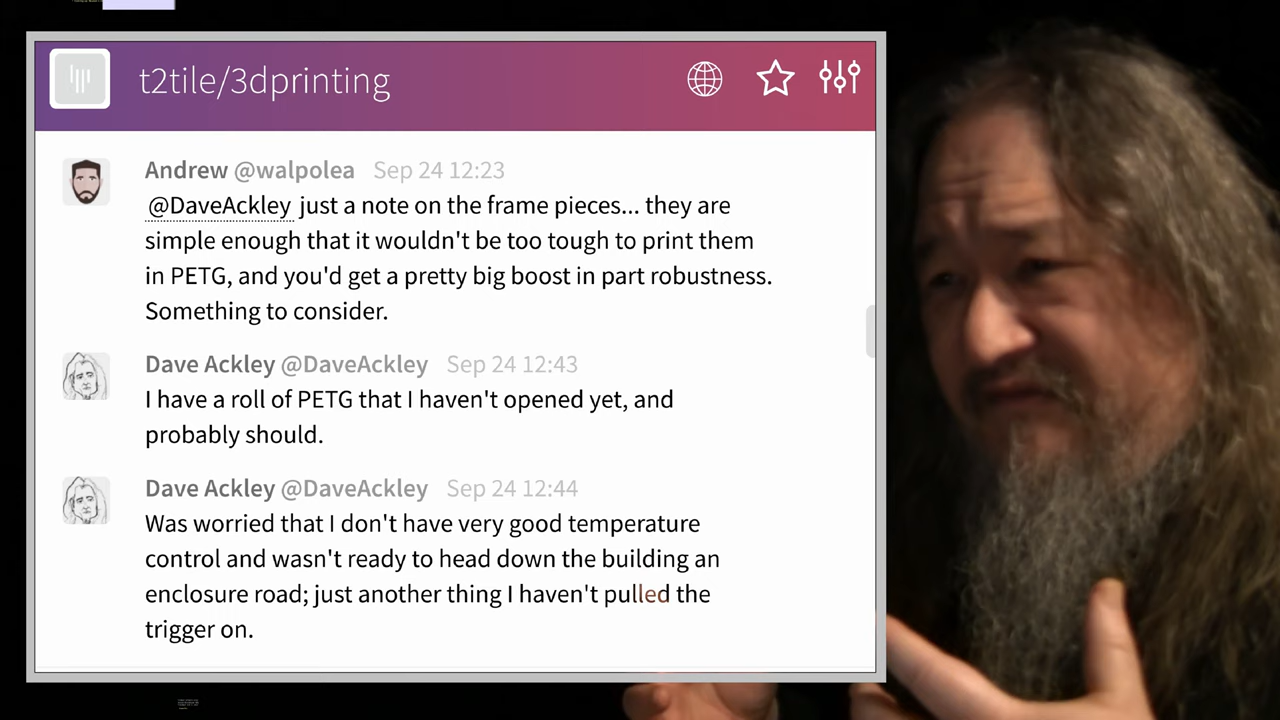 t2tile/3dprinting
Andrew @walpolea Sep 24 12:23
@DaveAckley just a note on the frame pieces... they are
simple enough that it wouldn't be too tough to print them
in PETG, and you'd get a pretty big boost in part robustness.
Something to consider.
Dave Ackley @DaveAckley Sep 24 12:43
I have a roll of PETG that I haven't opened yet, and
probably should.
Dave Ackley @DaveAckley Sep 24 12:44
Was worried that I don't have very good temperature
control and wasn't ready to head down the building an
enclosure road; just another thing I haven't pulled the
trigger on.